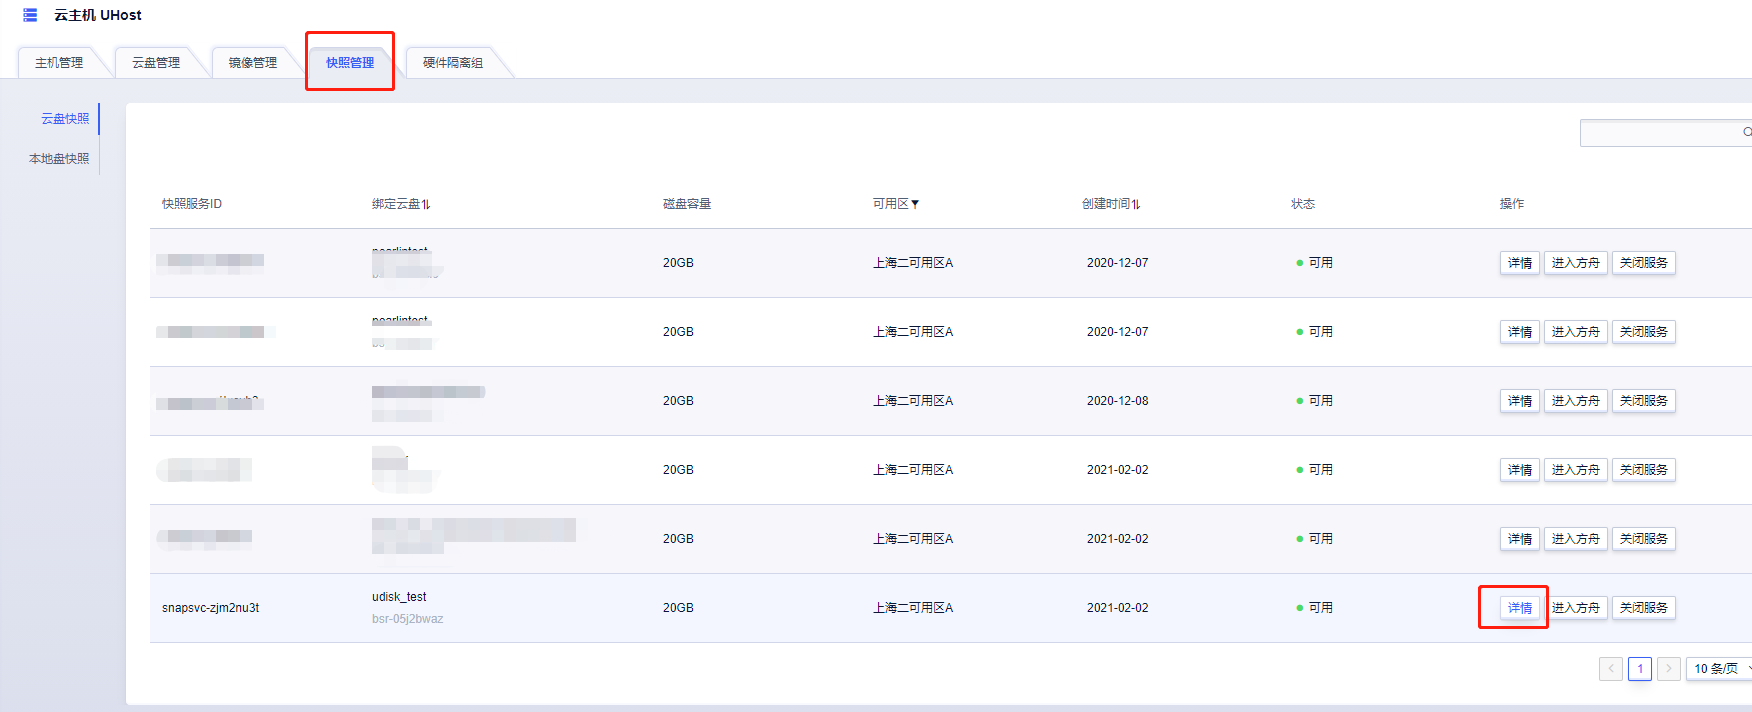 云主机 UHost
主机管理 云盘管理 镜像管理 快照管理 硬件隔离组
云盘快照
本地盘快照
快照服务ID 绑定云盘 磁盘容量 可用区 创建时间 状态 操作
20GB 上海二可用区A 2020-12-07 可用 详情 进入方舟 关闭服务
20GB 上海二可用区A 2020-12-07 可用 详情 进入方舟 关闭服务
20GB 上海二可用区A 2020-12-08 可用 详情 进入方舟 关闭服务
20GB 上海二可用区A 2021-02-02 可用 详情 进入方舟 关闭服务
20GB 上海二可用区A 2021-02-02 可用 详情 进入方舟 关闭服务
udisk_test
snapsvc-zjm2nu3t 20GB 上海二可用区A 2021-02-02 可用 详情 进入方舟 关闭服务
bsr-05j2bwaz
1 10 条/页